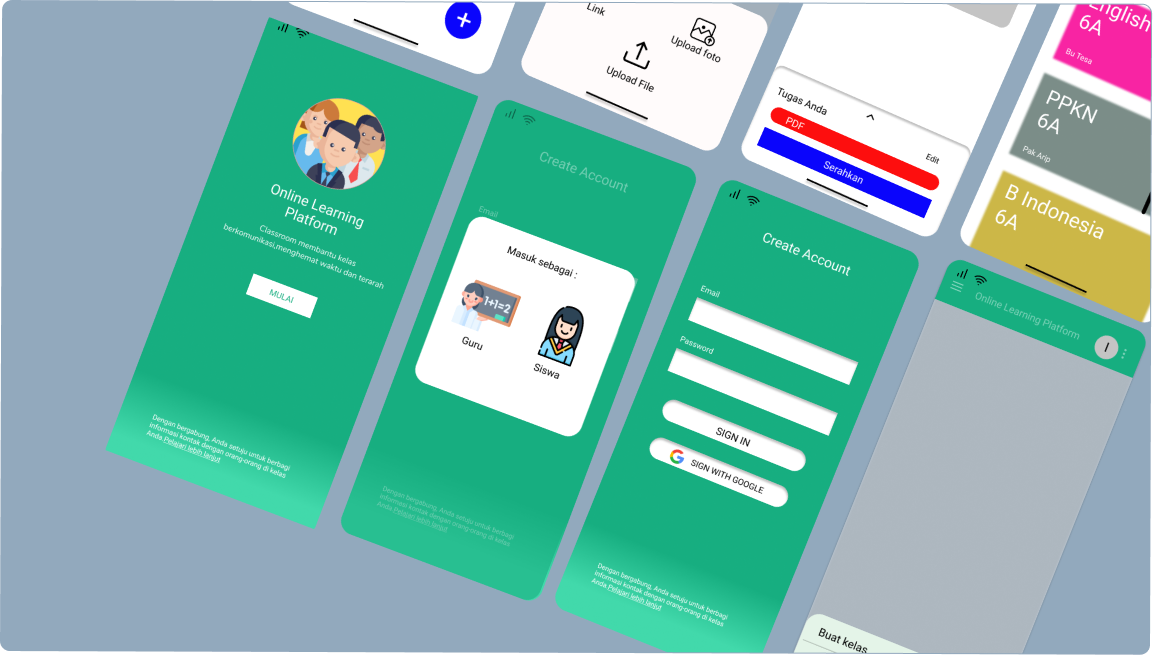 +
Link
Upload foto
Upload File
Tugas Anda
PDF
Edit
Serahkan
English
6A
Bu Tesa
PPKN
6A
Pak Arip
B Indonesia
6A
Online Learning
Platform
Classroom membantu kelas
berkomunikasi,menghemat waktu dan terarah
MULAI
Dengan bergabung, Anda setuju untuk berbagi
informasi kontak dengan orang-orang di kelas
Anda Pelajari lebih lanjut
Create Account
Email
Masuk sebagai :
1+1=2
Guru
Siswa
Dengan bergabung, Anda setuju untuk berbagi
informasi kontak dengan orang-orang di kelas
Anda Pelajari lebih lanjut
Create Account
Email
Password
SIGN IN
SIGN WITH GOOGLE
Dengan bergabung, Anda setuju untuk berbagi
informasi kontak dengan orang-orang di kelas
Anda Pelajari lebih lanjut
Online Learning Platform
I
Buat kelas